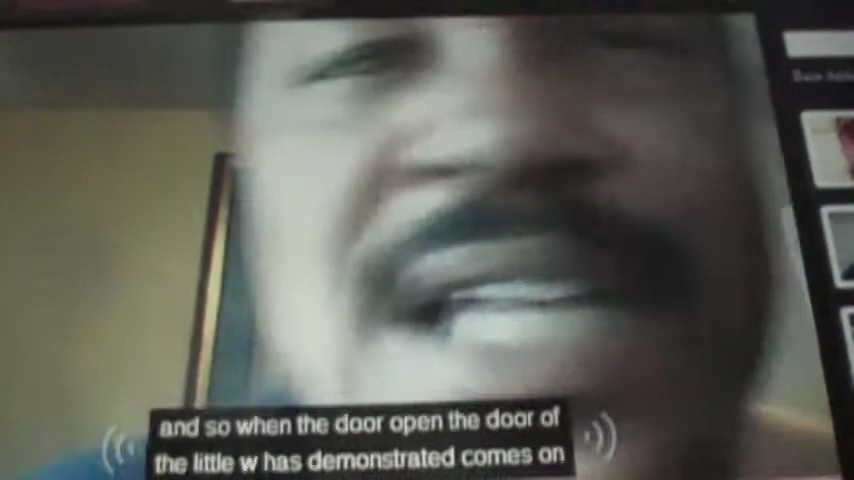 and so when the door open the door of
the little w has demonstrated comes on